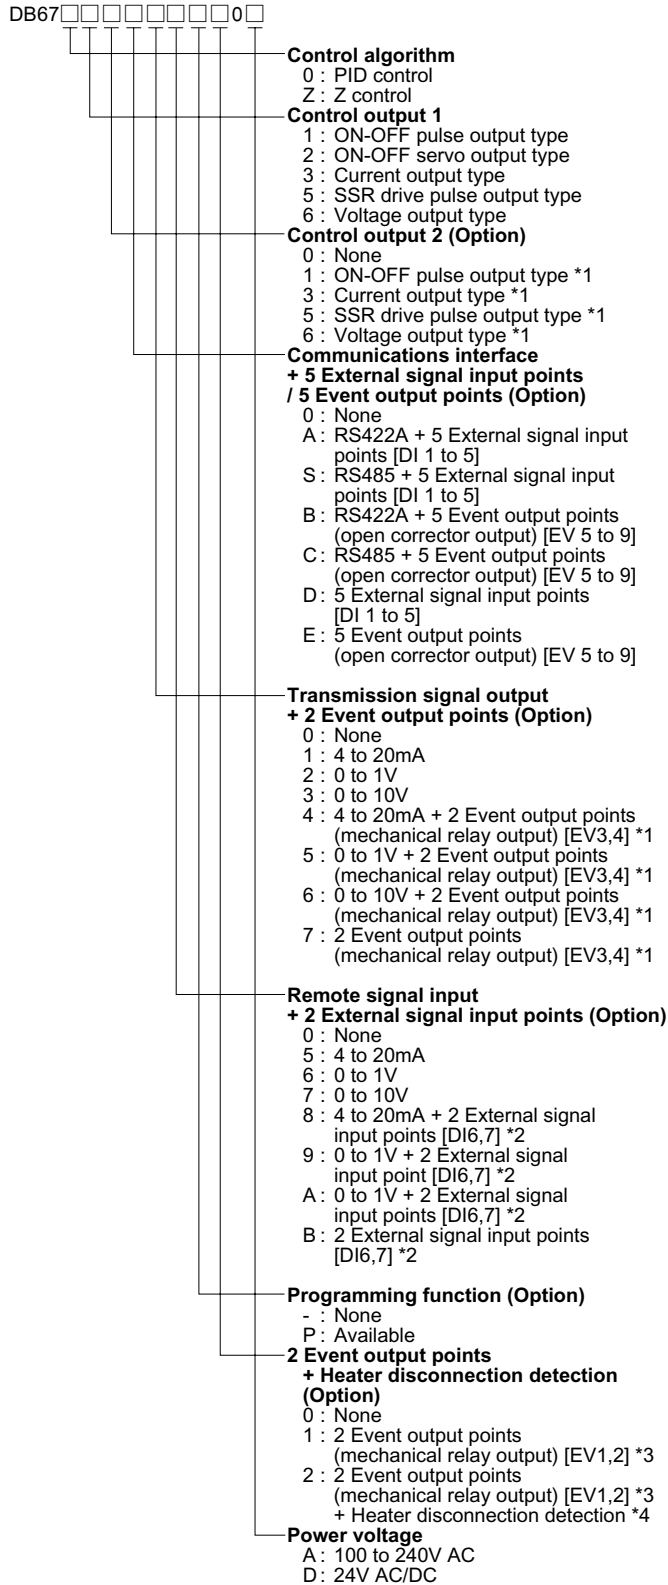 DB67□□□□□□□□0□
Control algorithm
0 : PID control
Z : Z control
Control output 1
1 : ON-OFF pulse output type
2 : ON-OFF servo output type
3 : Current output type
5 : SSR drive pulse output type
6 : Voltage output type
Control output 2 (Option)
0 : None
1 : ON-OFF pulse output type *1
3 : Current output type *1
5 : SSR drive pulse output type *1
6 : Voltage output type *1
Communications interface
+ 5 External signal input points
/ 5 Event output points (Option)
0 : None
A : RS422A + 5 External signal input
points [DI 1 to 5]
S : RS485 + 5 External signal input
points [DI 1 to 5]
B : RS422A + 5 Event output points
(open corrector output) [EV 5 to 9]
C : RS485 + 5 Event output points
(open corrector output) [EV 5 to 9]
D : 5 External signal input points
[DI 1 to 5]
E : 5 Event output points
(open corrector output) [EV 5 to 9]
Transmission signal output
+ 2 Event output points (Option)
0 : None
1 : 4 to 20mA
2 : 0 to 1V
3 : 0 to 10V
4 : 4 to 20mA + 2 Event output points
(mechanical relay output) [EV3,4] *1
5 : 0 to 1V + 2 Event output points
(mechanical relay output) [EV3,4] *1
6 : 0 to 10V + 2 Event output points
(mechanical relay output) [EV3,4] *1
7 : 2 Event output points
(mechanical relay output) [EV3,4] *1
Remote signal input
+ 2 External signal input points (Option)
0 : None
5 : 4 to 20mA
6 : 0 to 1V
7 : 0 to 10V
8 : 4 to 20mA + 2 External signal
input points [DI6,7] *2
9 : 0 to 1V + 2 External signal
input point [DI6,7] *2
A : 0 to 1V + 2 External signal
input points [DI6,7] *2
B : 2 External signal input points
[DI6,7] *2
Programming function (Option)
- : None
P : Available
2 Event output points
+ Heater disconnection detection
(Option)
0 : None
1 : 2 Event output points
(mechanical relay output) [EV1,2] *3
2 : 2 Event output points
(mechanical relay output) [EV1,2] *3
+ Heater disconnection detection *4
Power voltage
A : 100 to 240V AC
D : 24V AC/DC